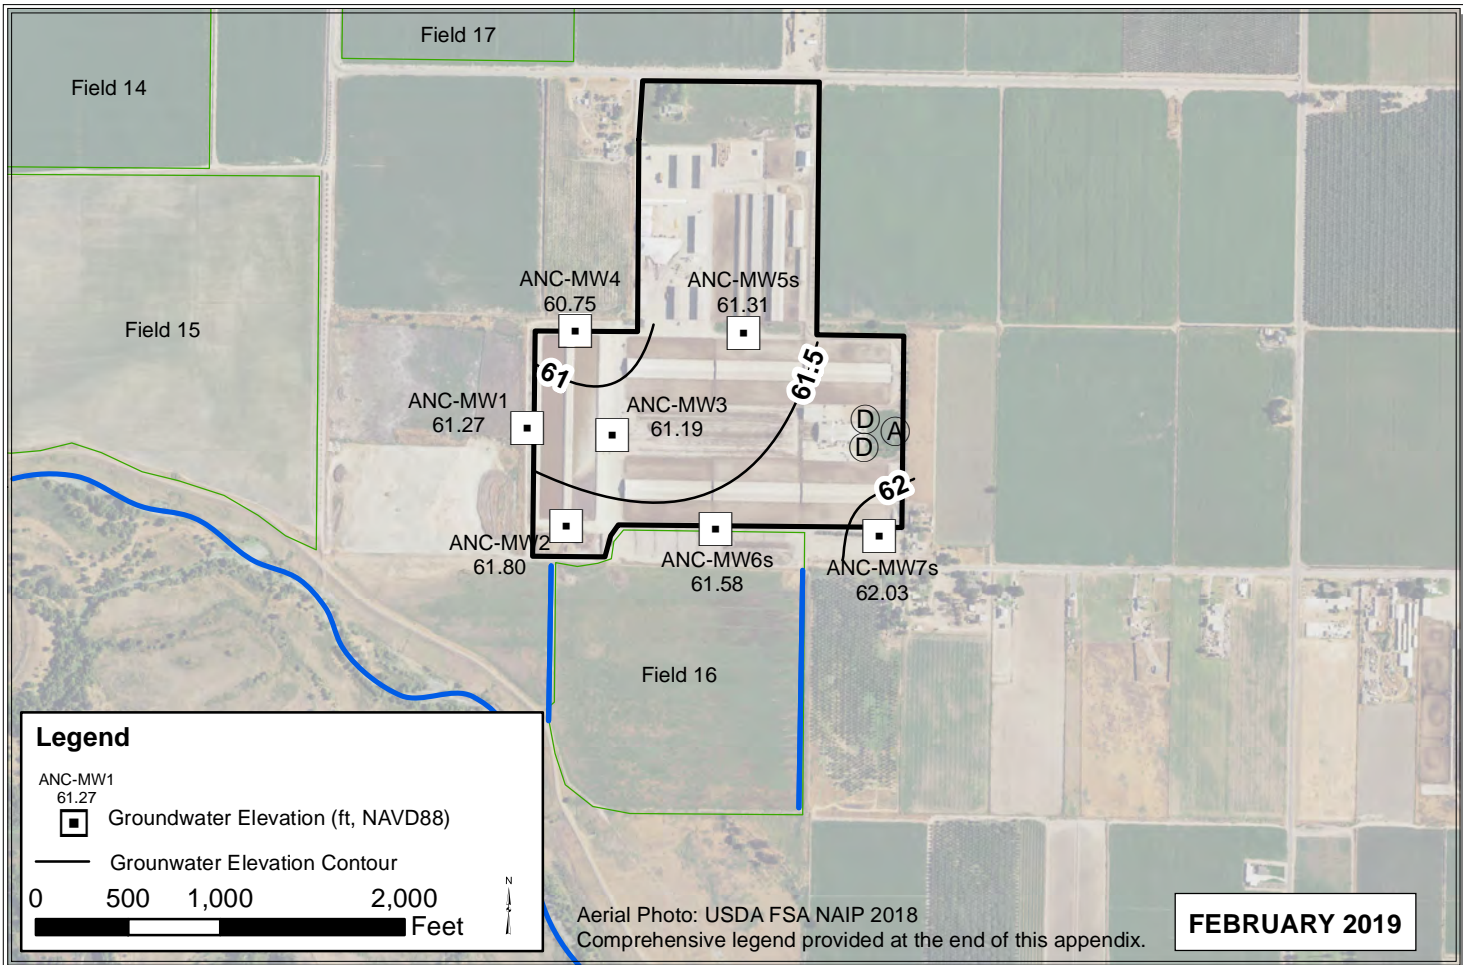 Field 17
Field 14
ANC-MW4
60.75
ANC-MW5s
61.31
Field 15
61
61.5
ANC-MW1
61.27
ANC-MW3
61.19
D
A
D
62
ANC-MW2
61.80
ANC-MW6s
61.58
ANC-MW7s
62.03
Field 16
Legend
ANC-MW1
61.27
Groundwater Elevation (ft, NAVD88)
Grounwater Elevation Contour
0 500 1,000 2,000
Feet
N
Aerial Photo: USDA FSA NAIP 2018
Comprehensive legend provided at the end of this appendix.
FEBRUARY 2019